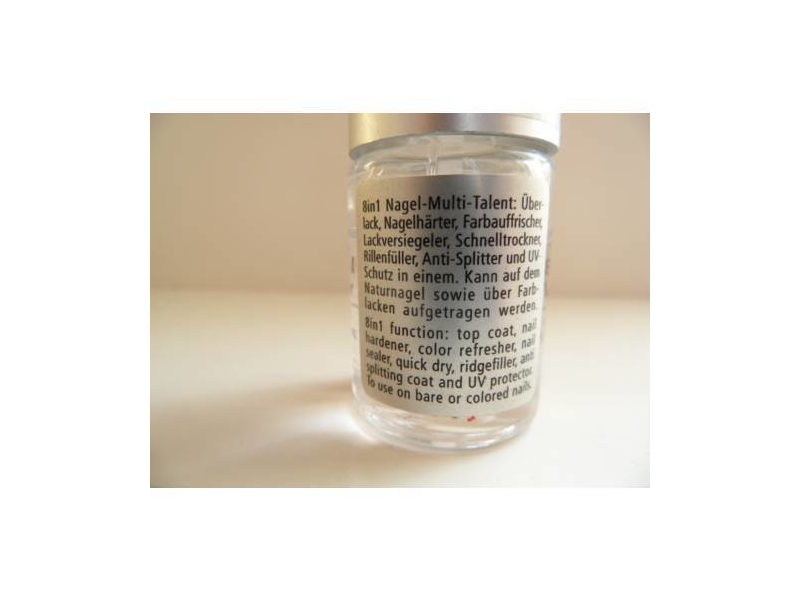 8in1 Nagel-Multi-Talent: Über-
lack, Nagelhärter, Farbauffrischer,
Lackversiegeler, Schnelltrockner,
Rillenfüller, Anti-Splitter und UV-
Schutz in einem. Kann auf dem
Naturnagel sowie über Farb-
lacken aufgetragen werden.
8in1 function: top coat, nail
hardener, color refresher, nail
sealer, quick dry, ridgefiller, anti
splitting coat and UV protector.
To use on bare or colored nails.